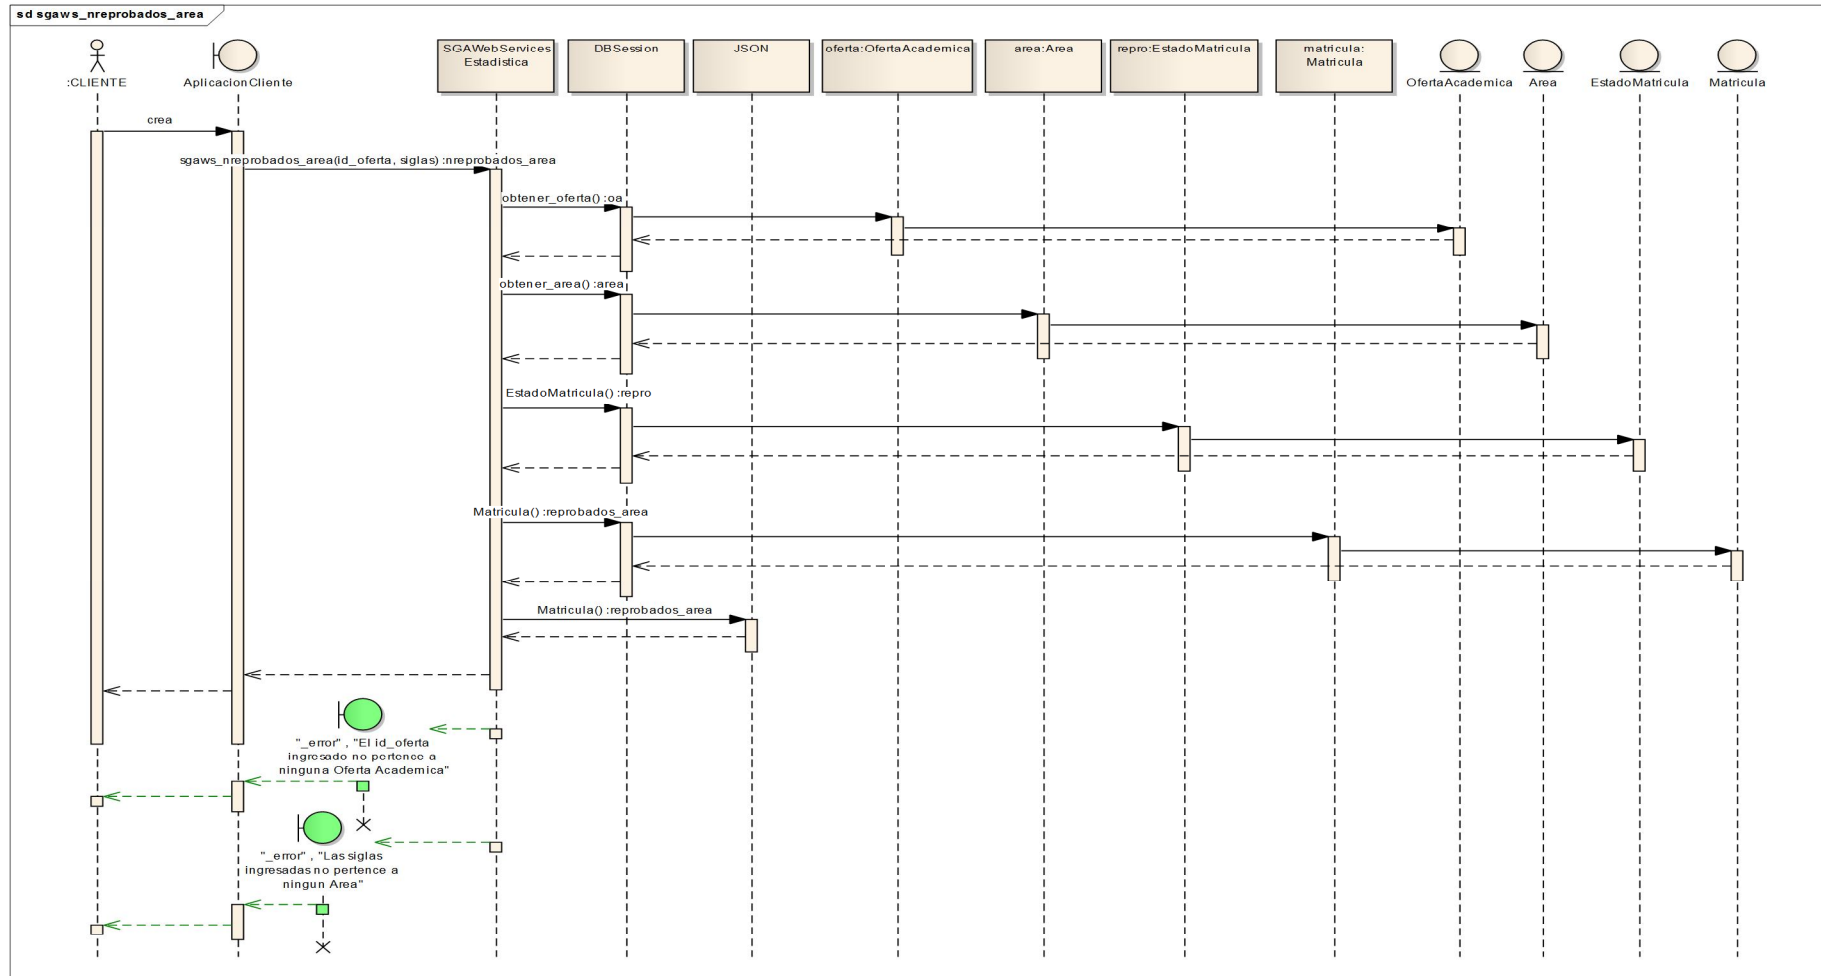 sd sgaws_nreprobados_area
:CLIENTE
AplicacionCliente
SGAWebServices
Estadistica
DBSession
JSON
oferta:OfertaAcademica
area:Area
repro:EstadoMatricula
matricula:
Matricula
OfertaAcademica
Area
EstadoMatricula
Matricula
crea
sgaws_nreprobados_area(id_oferta, siglas) :nreprobados_area
obtener_oferta() :oa
obtener_area() :area
EstadoMatricula() :repro
Matricula() :reprobados_area
Matricula() :reprobados_area
"_error" , "El id_oferta
ingresado no pertence a
ninguna Oferta Academica"
"_error" , "Las siglas
ingresadas no pertence a
ningun Area"